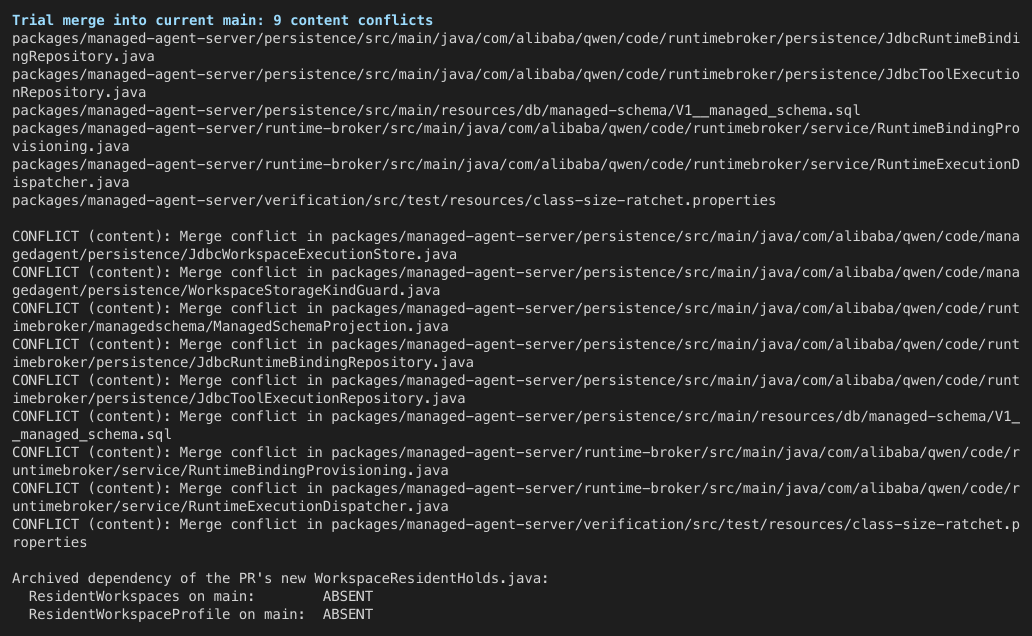 Trial merge into current main: 9 content conflicts
packages/managed-agent-server/persistence/src/main/java/com/alibaba/qwen/code/runtimebroker/persistence/JdbcRuntimeBindi
ngRepository.java
packages/managed-agent-server/persistence/src/main/java/com/alibaba/qwen/code/runtimebroker/persistence/JdbcToolExecutio
nRepository.java
packages/managed-agent-server/persistence/src/main/resources/db/managed-schema/V1__managed_schema.sql
packages/managed-agent-server/runtime-broker/src/main/java/com/alibaba/qwen/code/runtimebroker/service/RuntimeBindingPro
visioning.java
packages/managed-agent-server/runtime-broker/src/main/java/com/alibaba/qwen/code/runtimebroker/service/RuntimeExecutionD
ispatcher.java
packages/managed-agent-server/verification/src/test/resources/class-size-ratchet.properties

CONFLICT (content): Merge conflict in packages/managed-agent-server/persistence/src/main/java/com/alibaba/qwen/code/mana
gedagent/persistence/JdbcWorkspaceExecutionStore.java
CONFLICT (content): Merge conflict in packages/managed-agent-server/persistence/src/main/java/com/alibaba/qwen/code/mana
gedagent/persistence/WorkspaceStorageKindGuard.java
CONFLICT (content): Merge conflict in packages/managed-agent-server/persistence/src/main/java/com/alibaba/qwen/code/runt
imebroker/managedschema/ManagedSchemaProjection.java
CONFLICT (content): Merge conflict in packages/managed-agent-server/persistence/src/main/java/com/alibaba/qwen/code/runt
imebroker/persistence/JdbcRuntimeBindingRepository.java
CONFLICT (content): Merge conflict in packages/managed-agent-server/persistence/src/main/java/com/alibaba/qwen/code/runt
imebroker/persistence/JdbcToolExecutionRepository.java
CONFLICT (content): Merge conflict in packages/managed-agent-server/persistence/src/main/resources/db/managed-schema/V1_
_managed_schema.sql
CONFLICT (content): Merge conflict in packages/managed-agent-server/runtime-broker/src/main/java/com/alibaba/qwen/code/r
untimebroker/service/RuntimeBindingProvisioning.java
CONFLICT (content): Merge conflict in packages/managed-agent-server/runtime-broker/src/main/java/com/alibaba/qwen/code/r
untimebroker/service/RuntimeExecutionDispatcher.java
CONFLICT (content): Merge conflict in packages/managed-agent-server/verification/src/test/resources/class-size-ratchet.p
roperties

Archived dependency of the PR's new WorkspaceResidentHolds.java:
  ResidentWorkspaces on main:        ABSENT
  ResidentWorkspaceProfile on main:  ABSENT